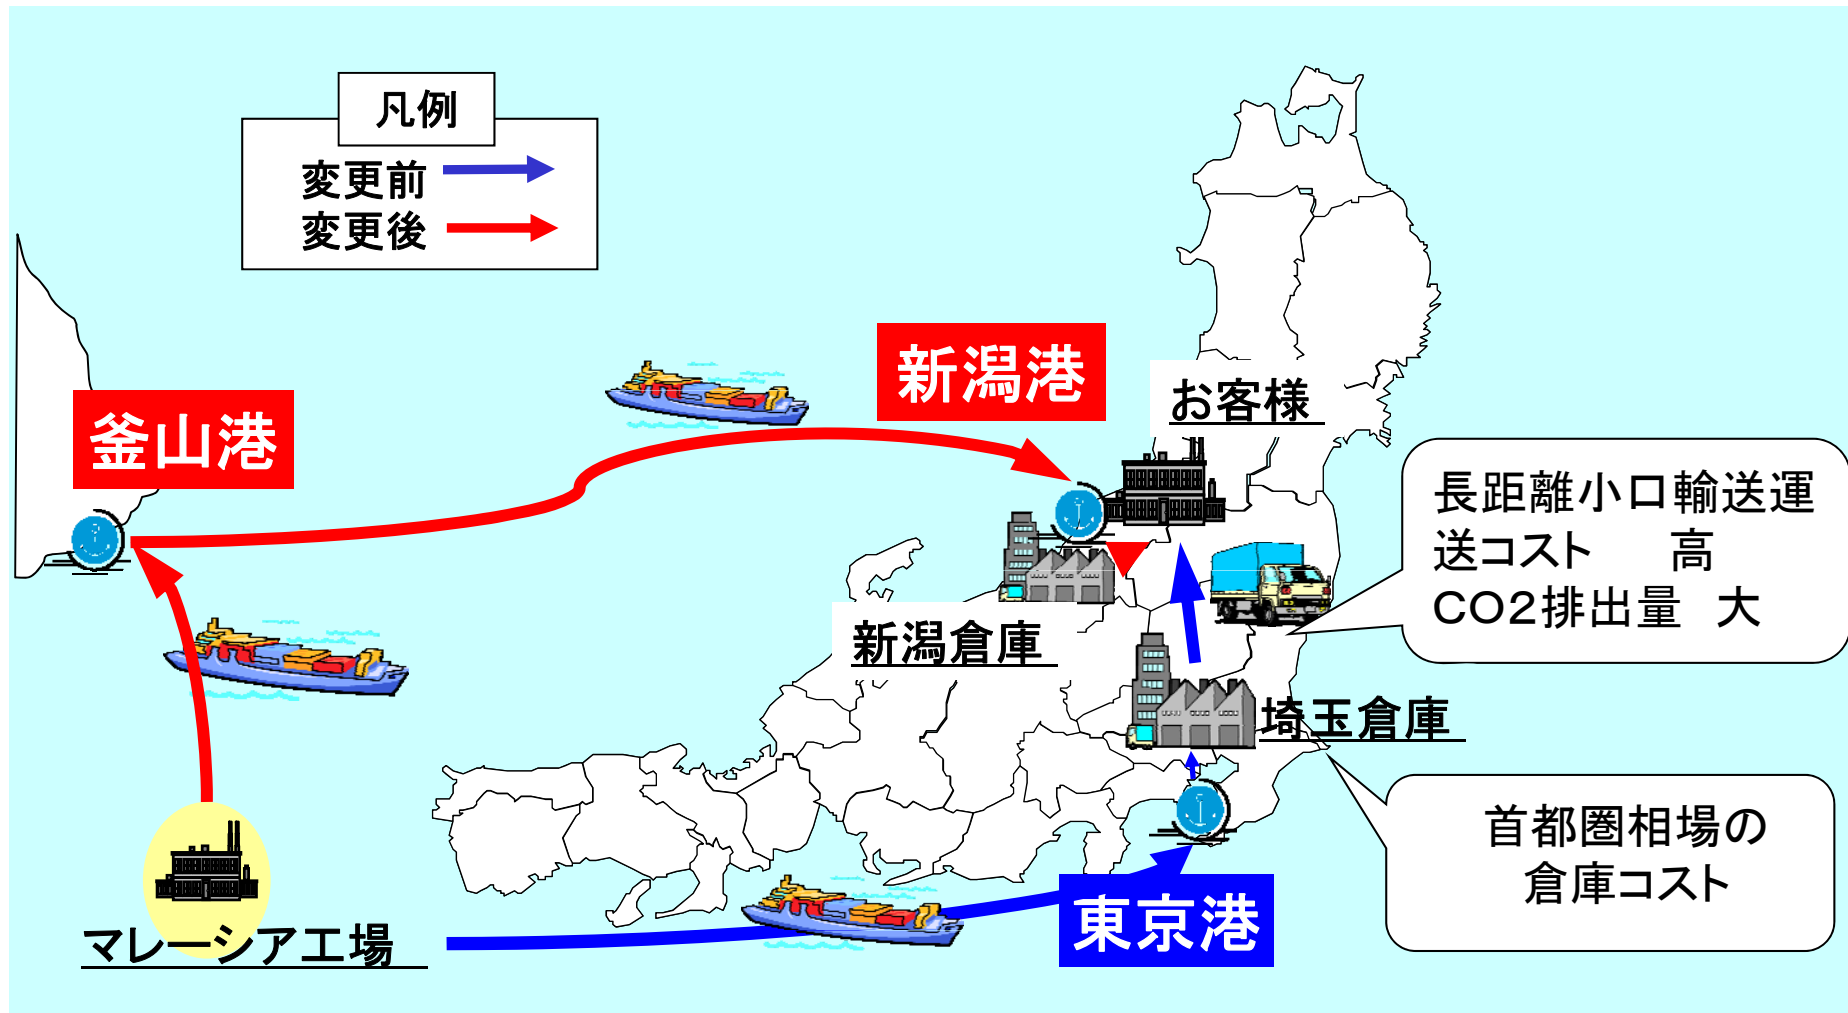 凡例
変更前
変更後
新潟港
お客様
釜山港
長距離小口輸送運
送コスト　高
CO2排出量　大
新潟倉庫
埼玉倉庫
首都圏相場の
倉庫コスト
東京港
マレーシア工場